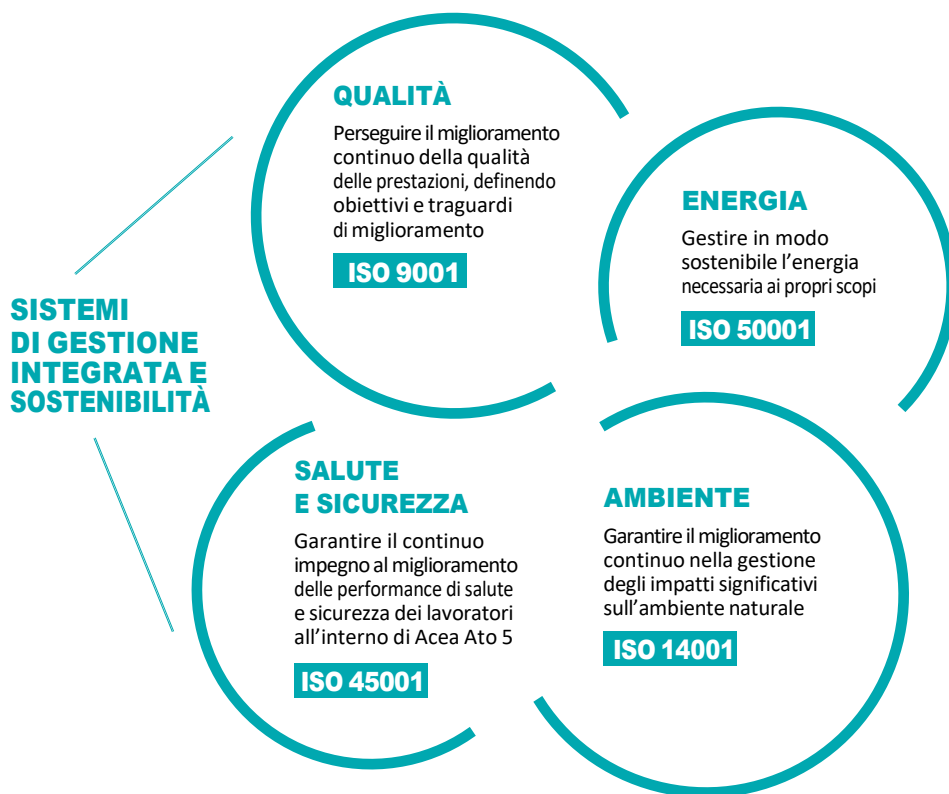 SISTEMI
DI GESTIONE
INTEGRATA E
SOSTENIBILITÀ
QUALITÀ
Perseguire il miglioramento
continuo della qualità
delle prestazioni, definendo
obiettivi e traguardi
di miglioramento
ISO 9001
ENERGIA
Gestire in modo
sostenibile l’energia
necessaria ai propri scopi
ISO 50001
SALUTE
E SICUREZZA
Garantire il continuo
impegno al miglioramento
delle performance di salute
e sicurezza dei lavoratori
all’interno di Acea Ato 5
ISO 45001
AMBIENTE
Garantire il miglioramento
continuo nella gestione
degli impatti significativi
sull’ambiente naturale
ISO 14001